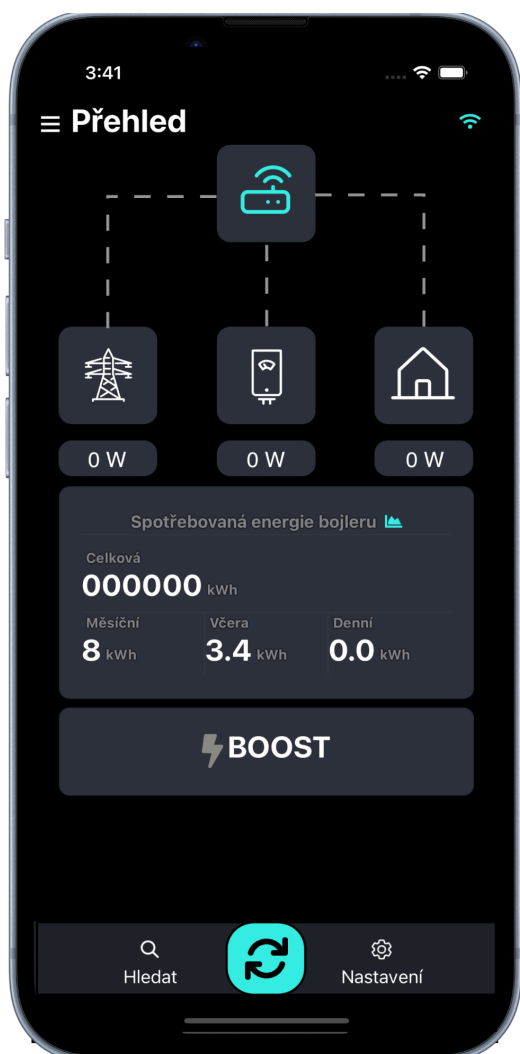 3:41
Přehled
0 W 0 W 0 W
Spotřebovaná energie bojleru
Celková
000000 kWh
Měsíční Včera Denní
8 kWh 3.4 kWh 0.0 kWh
BOOST
Hledat Nastavení